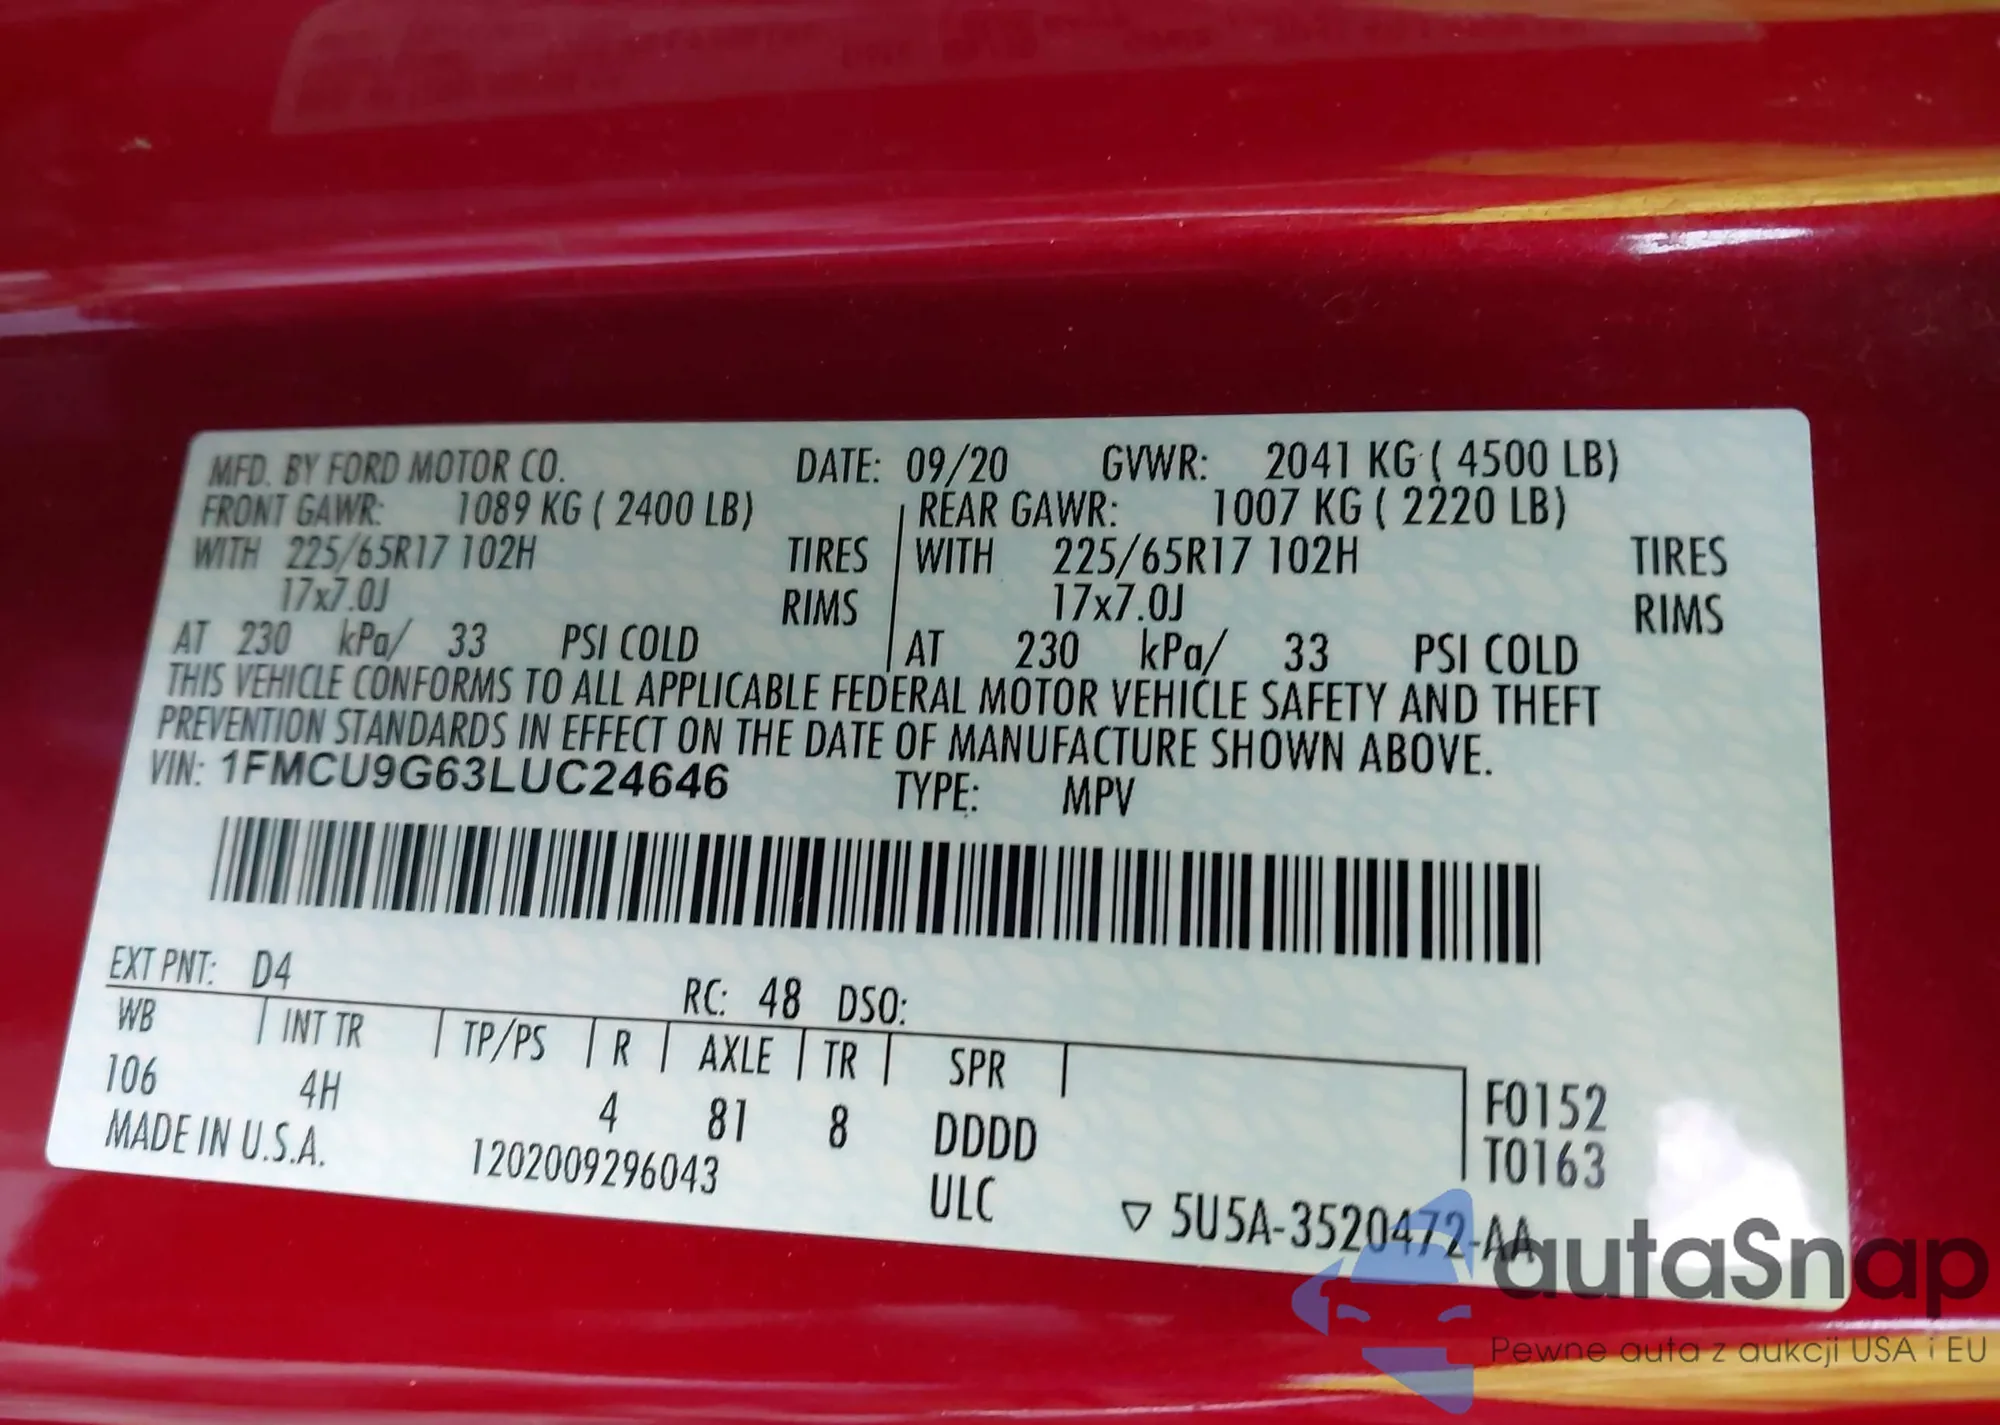 MFD. BY FORD MOTOR CO. DATE: 09/20 GVWR: 2041 KG ( 4500 LB)
FRONT GAWR: 1089 KG ( 2400 LB) REAR GAWR: 1007 KG ( 2220 LB)
WITH 225/65R17 102H TIRES WITH 225/65R17 102H TIRES
17x7.0J RIMS 17x7.0J RIMS
AT 230 kPa/ 33 PSI COLD AT 230 kPa/ 33 PSI COLD
THIS VEHICLE CONFORMS TO ALL APPLICABLE FEDERAL MOTOR VEHICLE SAFETY AND THEFT
PREVENTION STANDARDS IN EFFECT ON THE DATE OF MANUFACTURE SHOWN ABOVE.
VIN: 1FMCU9G63LUC24646 TYPE: MPV
EXT PNT: D4 RC: 48 DSO:
WB INT TR TP/PS R AXLE TR SPR
106 4H 4 81 8 DDDD F0152
MADE IN U.S.A. 1202009296043 ULC T0163
▽ 5U5A-3520472-AA
autaSnap
Pewne auta z aukcji USA i EU